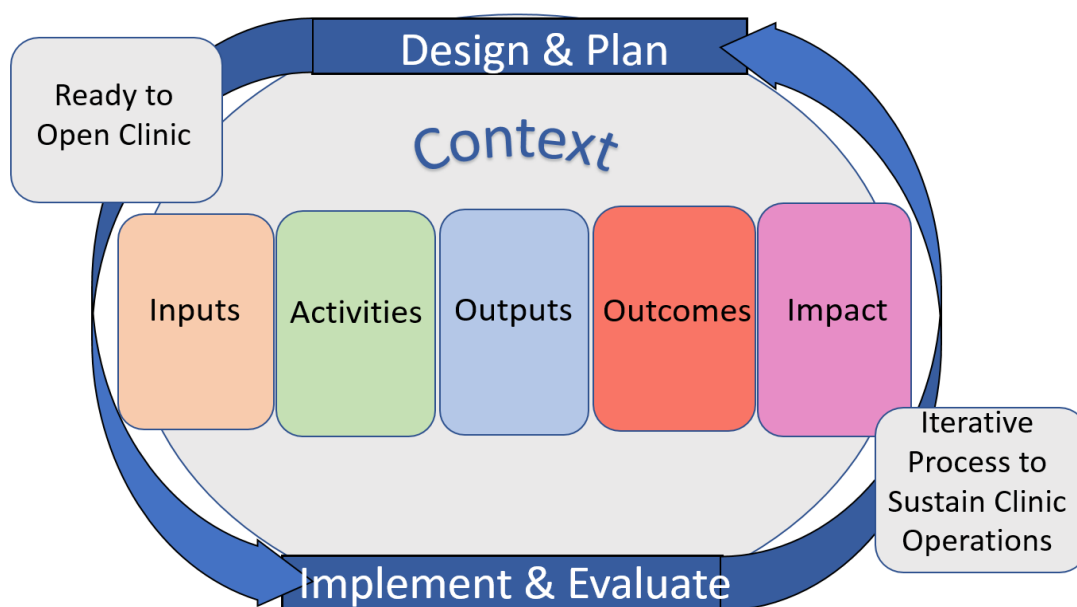 Design & Plan
Ready to
Open Clinic
Context
Inputs
Activities
Outputs
Outcomes
Impact
Iterative
Process to
Sustain Clinic
Operations
Implement & Evaluate